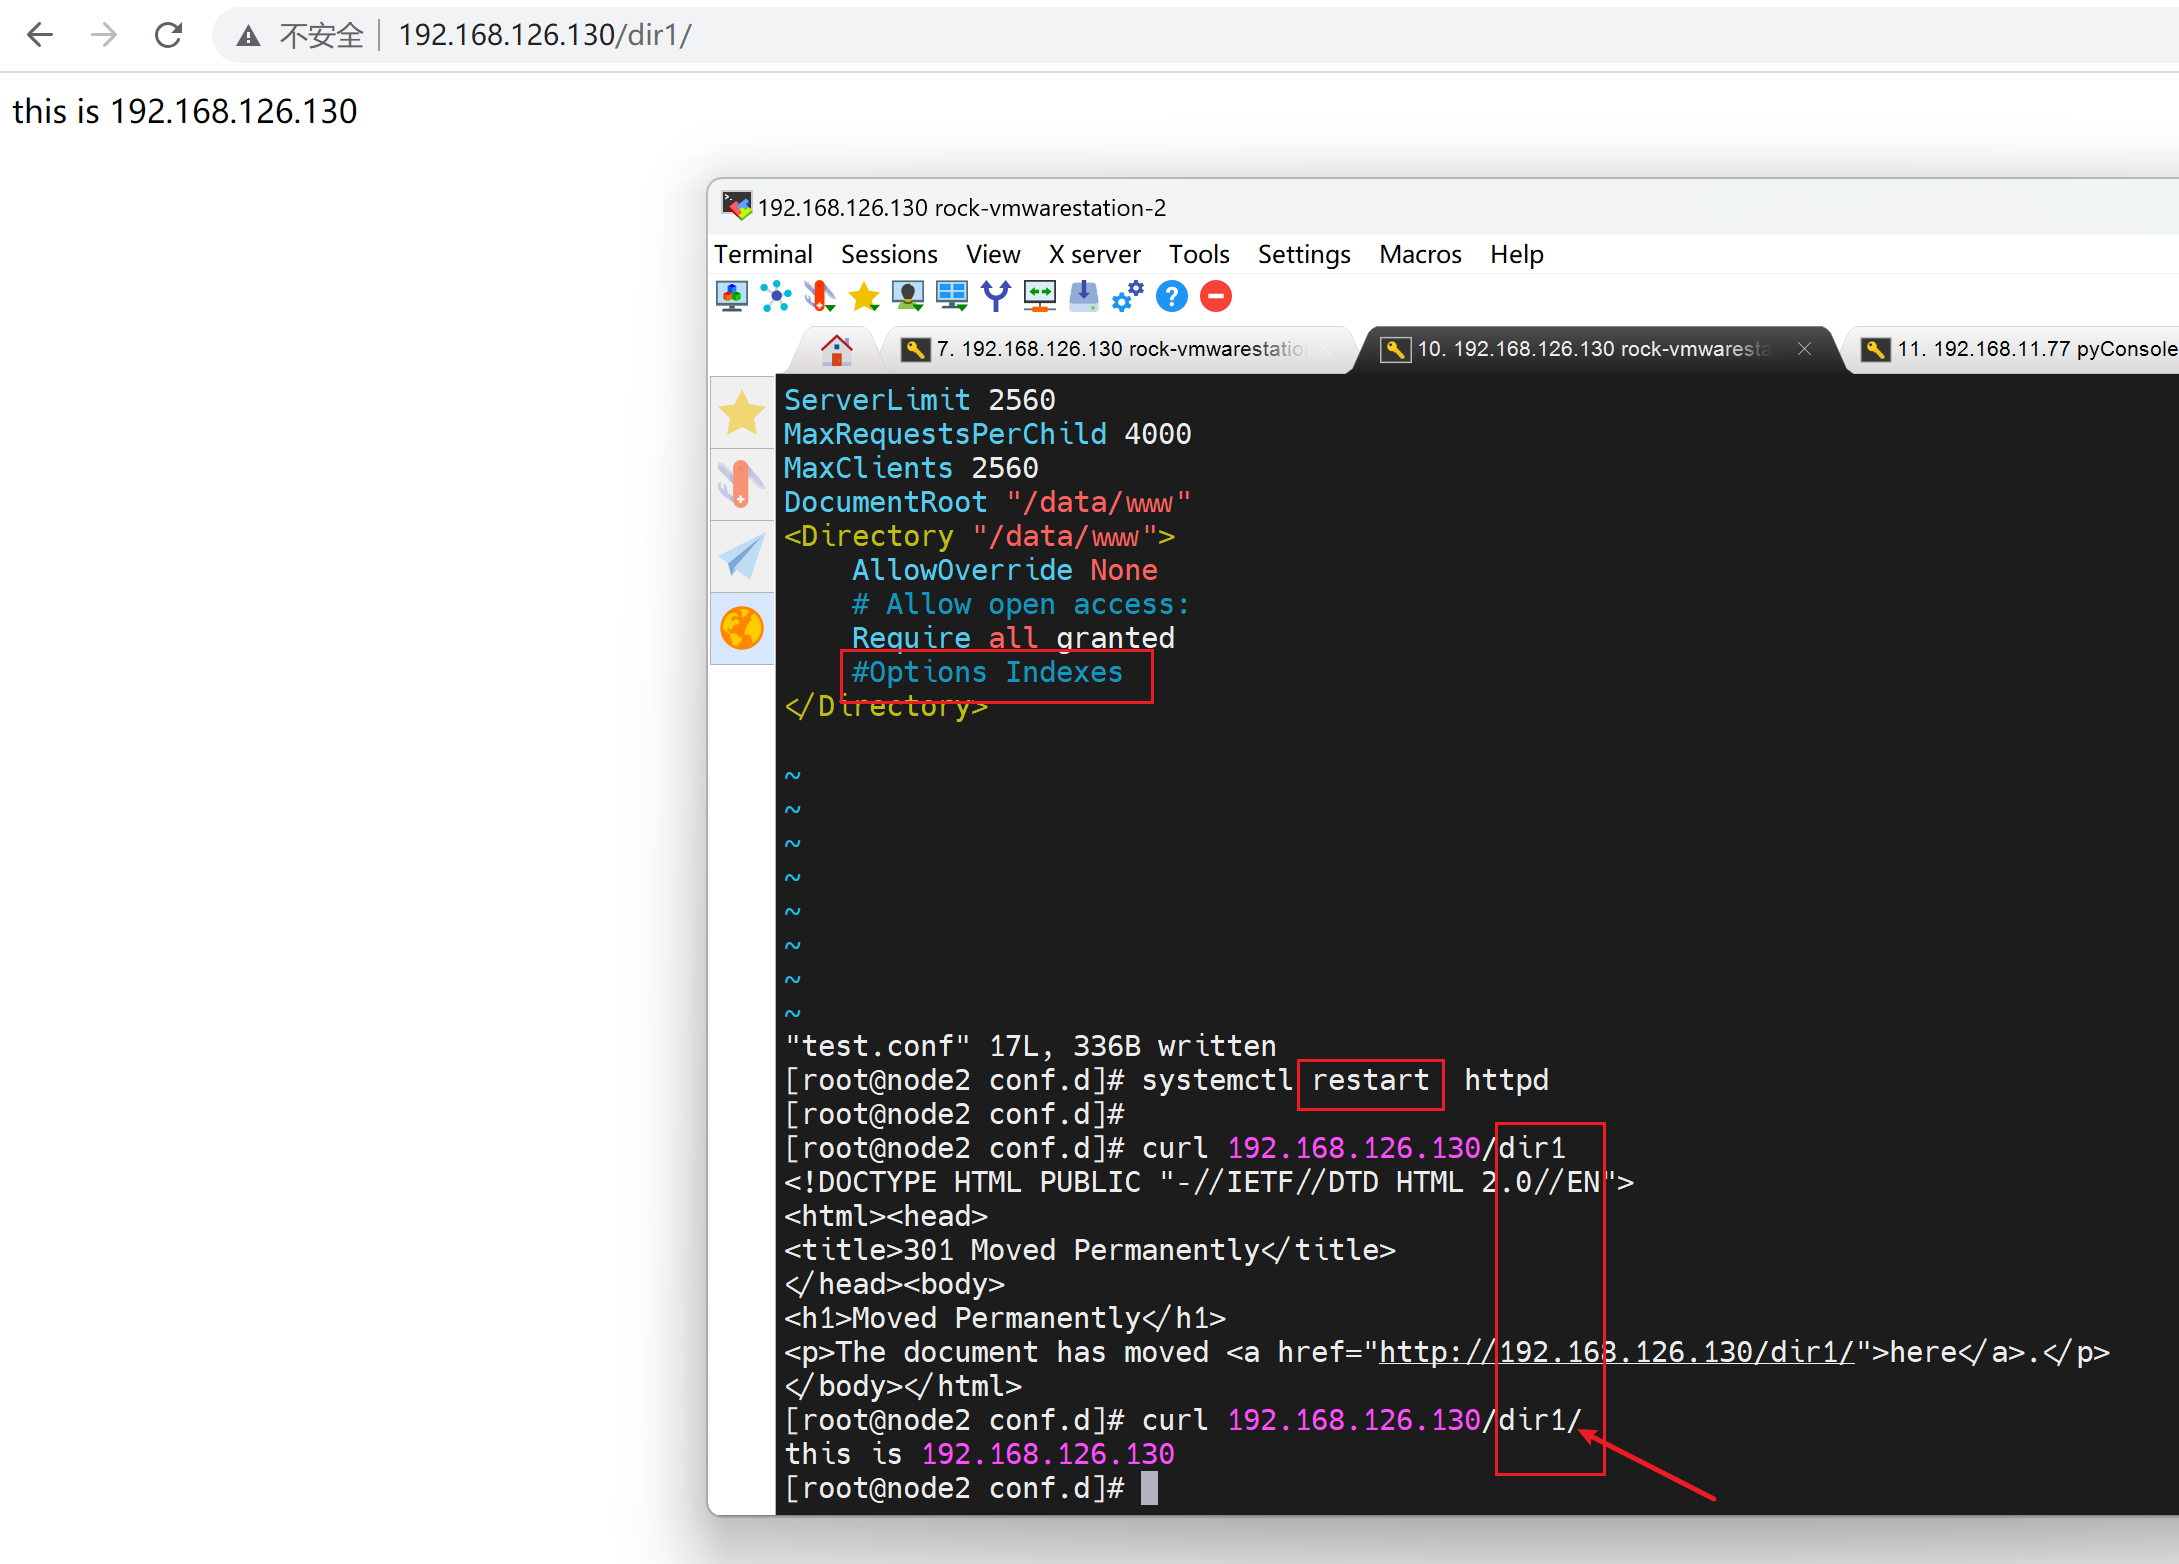 不安全 192.168.126.130/dir1/
this is 192.168.126.130
192.168.126.130 rock-vmwarestation-2
Terminal Sessions View X server Tools Settings Macros Help
7. 192.168.126.130 rock-vmwarestatio 10. 192.168.126.130 rock-vmwaresta 11. 192.168.11.77 pyConsole
ServerLimit 2560
MaxRequestsPerChild 4000
MaxClients 2560
DocumentRoot "/data/www"
<Directory "/data/www">
    AllowOverride None
    # Allow open access:
    Require all granted
    #Options Indexes
</Directory>
~
~
~
~
~
~
~
~
"test.conf" 17L, 336B written
[root@node2 conf.d]# systemctl restart  httpd
[root@node2 conf.d]#
[root@node2 conf.d]# curl 192.168.126.130/dir1
<!DOCTYPE HTML PUBLIC "-//IETF//DTD HTML 2.0//EN">
<html><head>
<title>301 Moved Permanently</title>
</head><body>
<h1>Moved Permanently</h1>
<p>The document has moved <a href="http://192.168.126.130/dir1/">here</a>.</p>
</body></html>
[root@node2 conf.d]# curl 192.168.126.130/dir1/
this is 192.168.126.130
[root@node2 conf.d]#